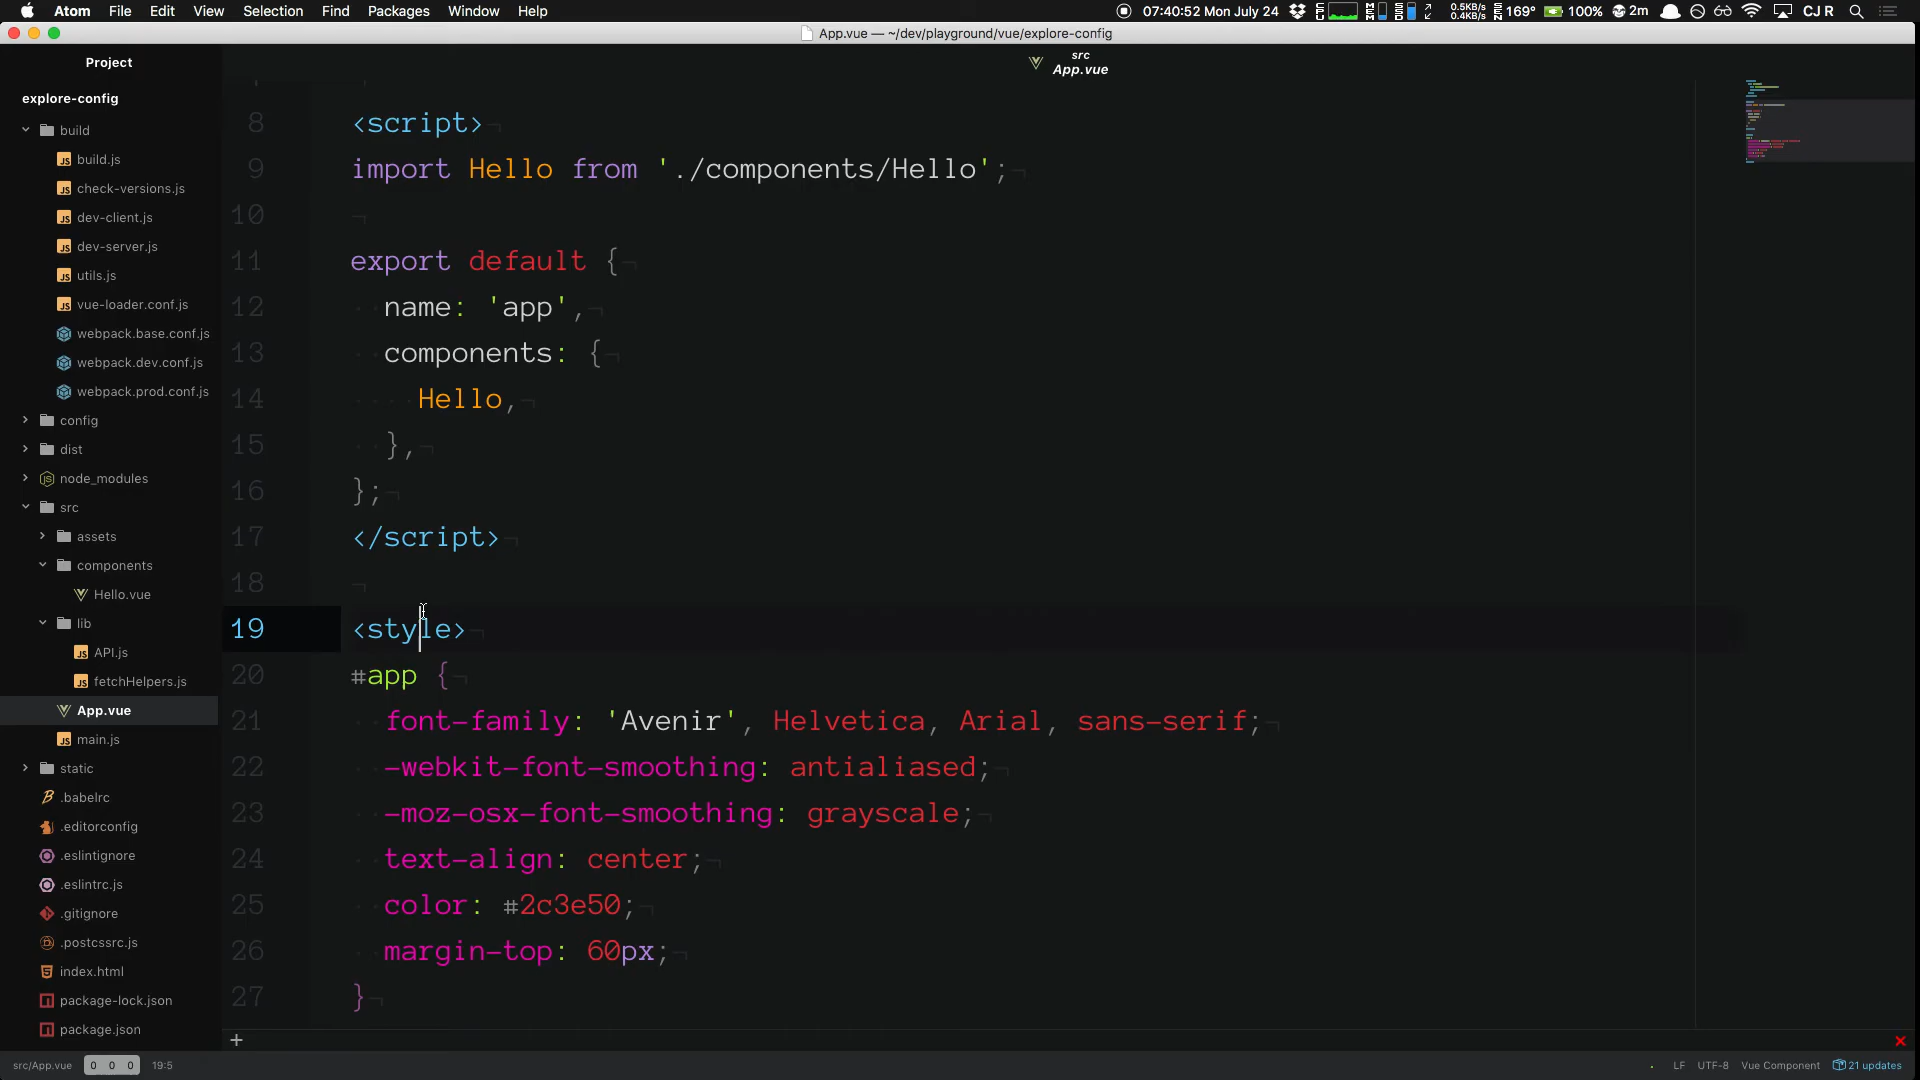 Atom File Edit View Selection Find Packages Window Help
07:40:52 Mon July 24
CPU MEM SSD 0.5KB/s 0.4KB/s SEN 169° 100% 2m CJ R
App.vue — ~/dev/playground/vue/explore-config
Project
src
App.vue
explore-config
build
build.js
check-versions.js
dev-client.js
dev-server.js
utils.js
vue-loader.conf.js
webpack.base.conf.js
webpack.dev.conf.js
webpack.prod.conf.js
config
dist
node_modules
src
assets
components
Hello.vue
lib
API.js
fetchHelpers.js
App.vue
main.js
static
.babelrc
.editorconfig
.eslintignore
.eslintrc.js
.gitignore
.postcssrc.js
index.html
package-lock.json
package.json
8 <script>¬
9 import Hello from './components/Hello';¬
10 ¬
11 export default {¬
12 ··name: 'app',¬
13 ··components: {¬
14 ····Hello,¬
15 ··},¬
16 };¬
17 </script>¬
18 ¬
19 <style>¬
20 #app {¬
21 ··font-family: 'Avenir', Helvetica, Arial, sans-serif;¬
22 ··-webkit-font-smoothing: antialiased;¬
23 ··-moz-osx-font-smoothing: grayscale;¬
24 ··text-align: center;¬
25 ··color: #2c3e50;¬
26 ··margin-top: 60px;¬
27 }¬
src/App.vue 0 0 0 19:5
LF UTF-8 Vue Component 21 updates